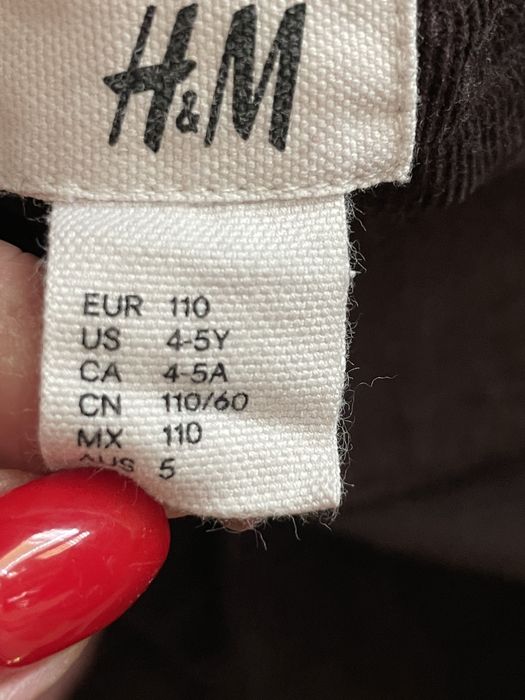 H&M
EUR 110
US 4-5Y
CA 4-5A
CN 110/60
MX 110
AUS 5